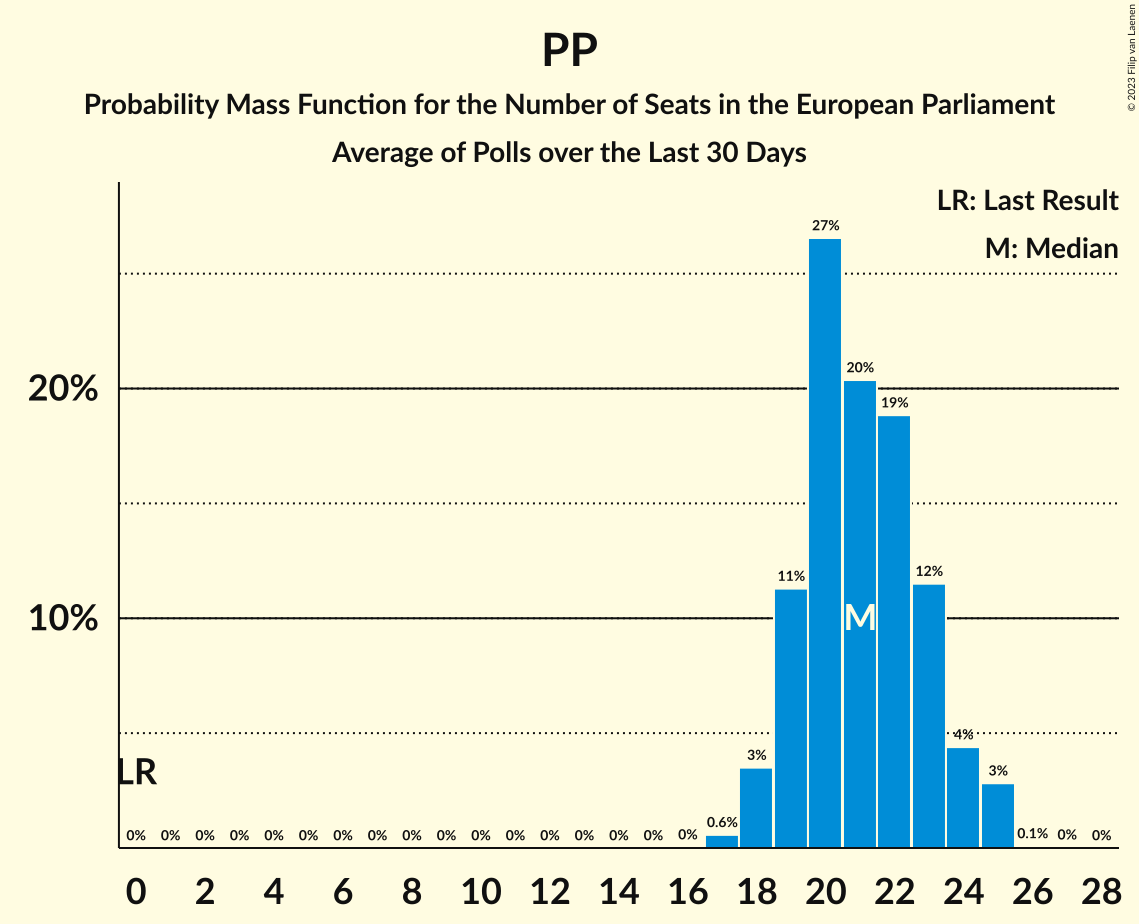 PP
Probability Mass Function for the Number of Seats in the European Parliament
Average of Polls over the Last 30 Days
© 2023 Filip van Laenen
LR: Last Result
M: Median
27%
20%
20%
19%
11%
12%
10%
M
4%
LR
3%
3%
0% 0% 0% 0% 0% 0% 0% 0% 0% 0% 0% 0% 0% 0% 0% 0% 0% 0.6% 0.1% 0% 0%
0 2 4 6 8 10 12 14 16 18 20 22 24 26 28